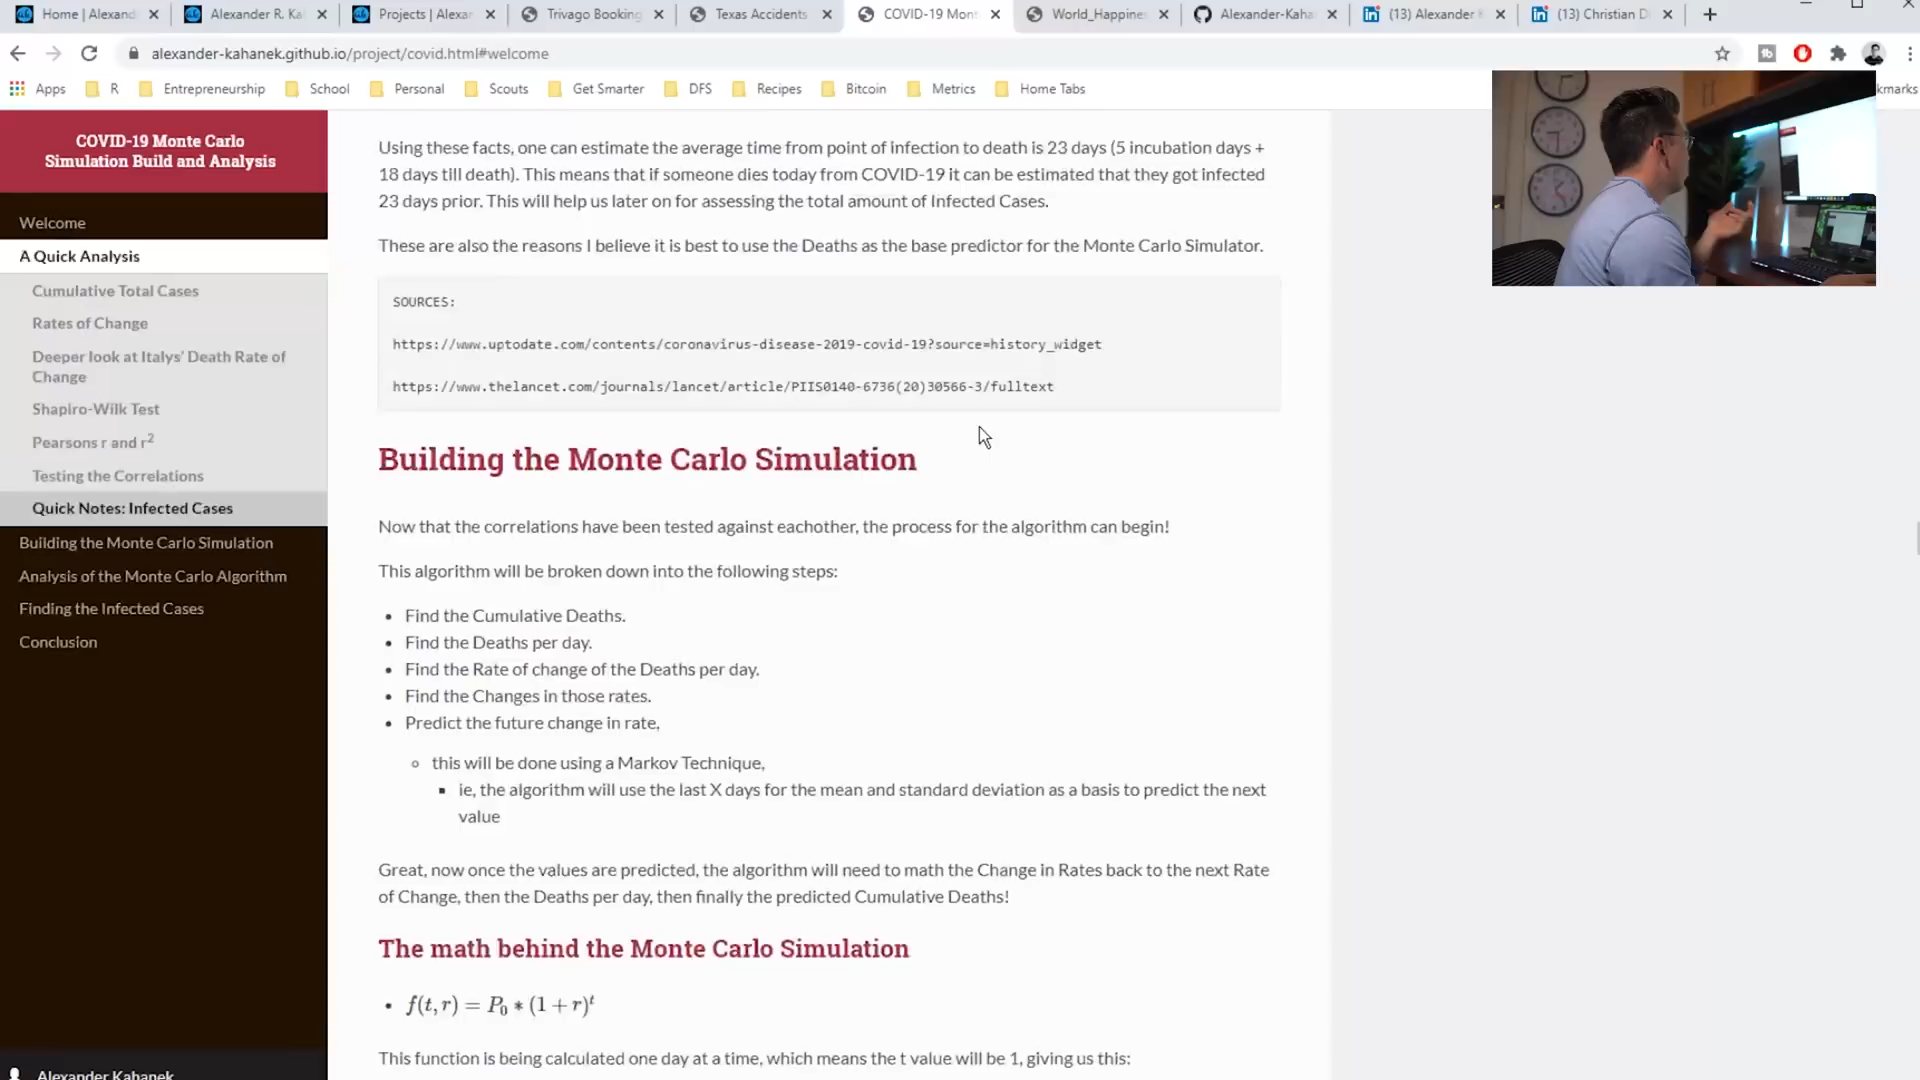 Home | Alexand
Alexander R. Ka
Projects | Alexan
Trivago Booking
Texas Accidents
COVID-19 Mont
World_Happine
Alexander-Kaha
(13) Alexander
(13) Christian D
alexander-kahanek.github.io/project/covid.html#welcome
Apps
R
Entrepreneurship
School
Personal
Scouts
Get Smarter
DFS
Recipes
Bitcoin
Metrics
Home Tabs
kmarks
COVID-19 Monte Carlo
Simulation Build and Analysis
Welcome
A Quick Analysis
Cumulative Total Cases
Rates of Change
Deeper look at Italys' Death Rate of
Change
Shapiro-Wilk Test
Pearsons r and r²
Testing the Correlations
Quick Notes: Infected Cases
Building the Monte Carlo Simulation
Analysis of the Monte Carlo Algorithm
Finding the Infected Cases
Conclusion
Alexander Kahanek
Using these facts, one can estimate the average time from point of infection to death is 23 days (5 incubation days +
18 days till death). This means that if someone dies today from COVID-19 it can be estimated that they got infected
23 days prior. This will help us later on for assessing the total amount of Infected Cases.
These are also the reasons I believe it is best to use the Deaths as the base predictor for the Monte Carlo Simulator.
SOURCES:
https://www.uptodate.com/contents/coronavirus-disease-2019-covid-19?source=history_widget
https://www.thelancet.com/journals/lancet/article/PIIS0140-6736(20)30566-3/fulltext
Building the Monte Carlo Simulation
Now that the correlations have been tested against eachother, the process for the algorithm can begin!
This algorithm will be broken down into the following steps:
• Find the Cumulative Deaths.
• Find the Deaths per day.
• Find the Rate of change of the Deaths per day.
• Find the Changes in those rates.
• Predict the future change in rate,
◦ this will be done using a Markov Technique,
▪ ie, the algorithm will use the last X days for the mean and standard deviation as a basis to predict the next
value
Great, now once the values are predicted, the algorithm will need to math the Change in Rates back to the next Rate
of Change, then the Deaths per day, then finally the predicted Cumulative Deaths!
The math behind the Monte Carlo Simulation
• f(t, r) = P₀ ∗ (1 + r)ᵗ
This function is being calculated one day at a time, which means the t value will be 1, giving us this: